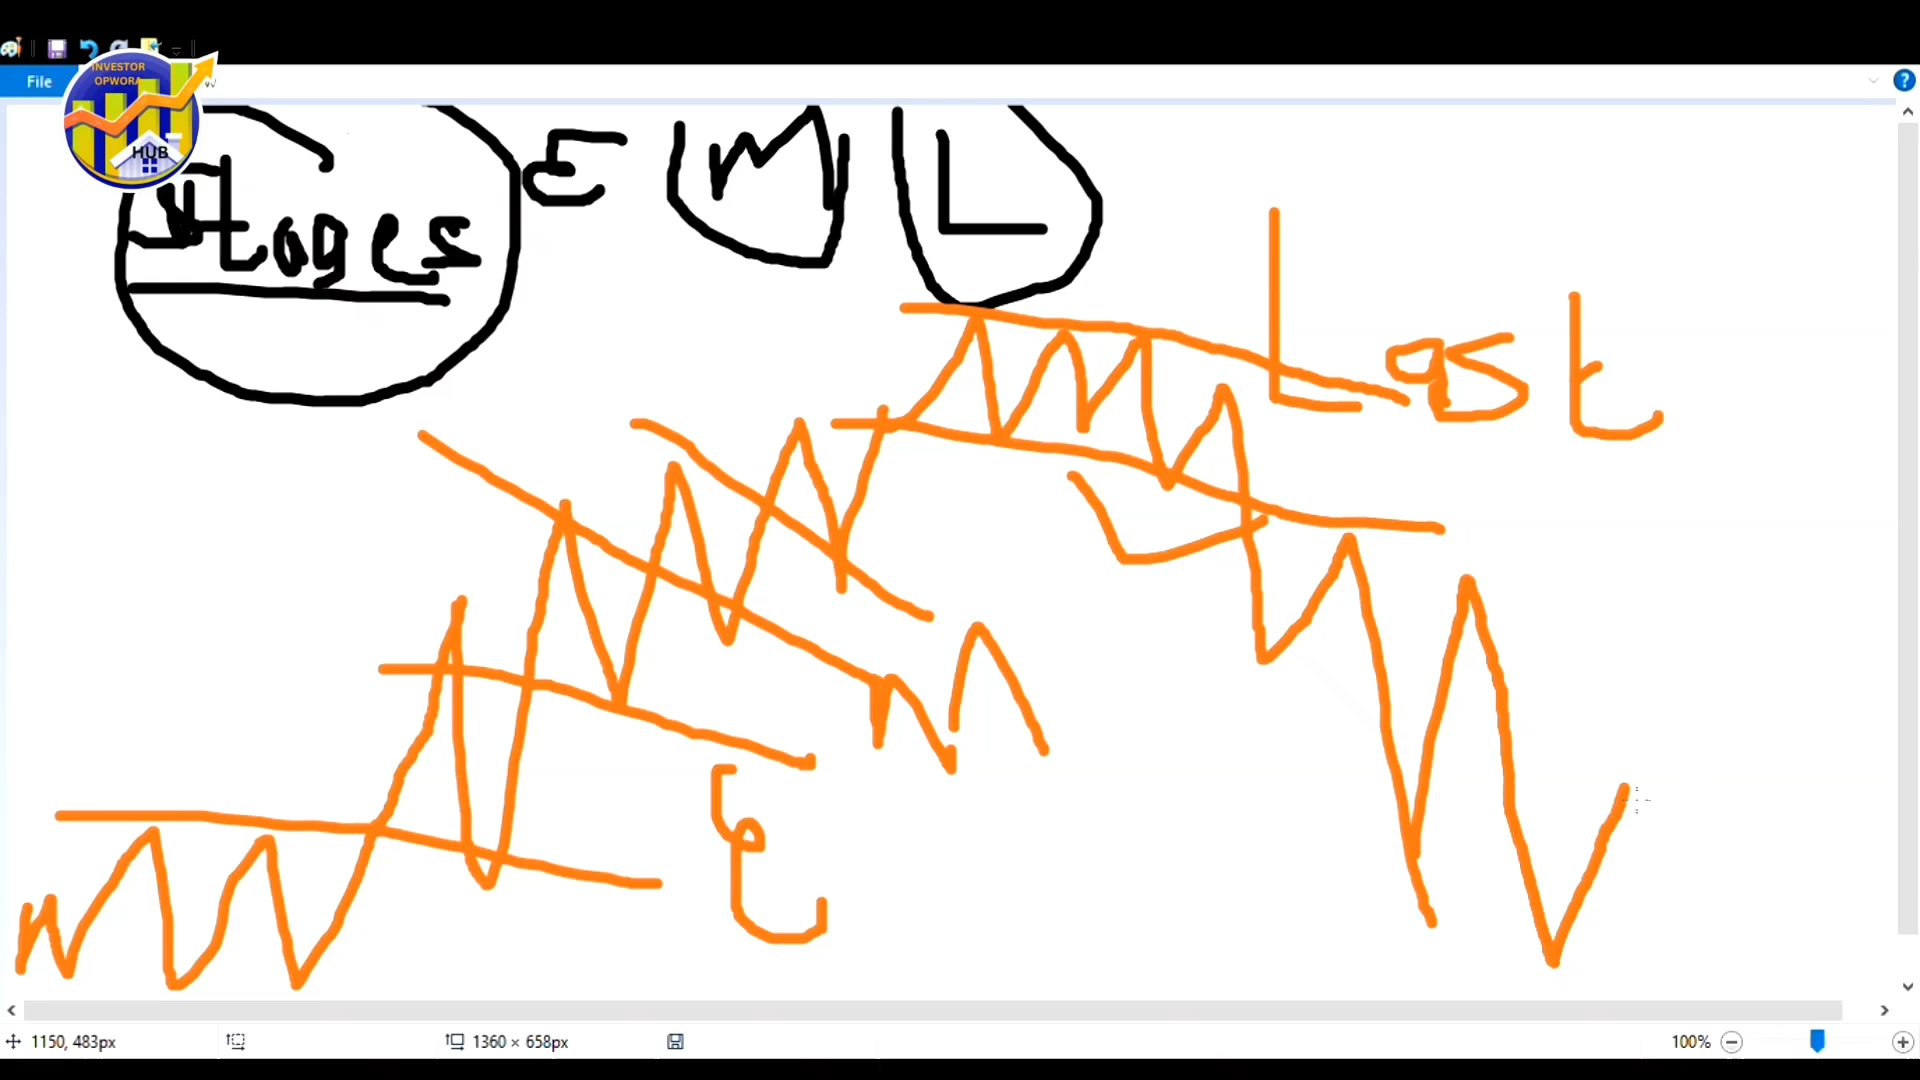 INVESTOR
OPWORA
HUB
File
Stages E M L
Last
M
E
1150, 483px
1360 × 658px
100%